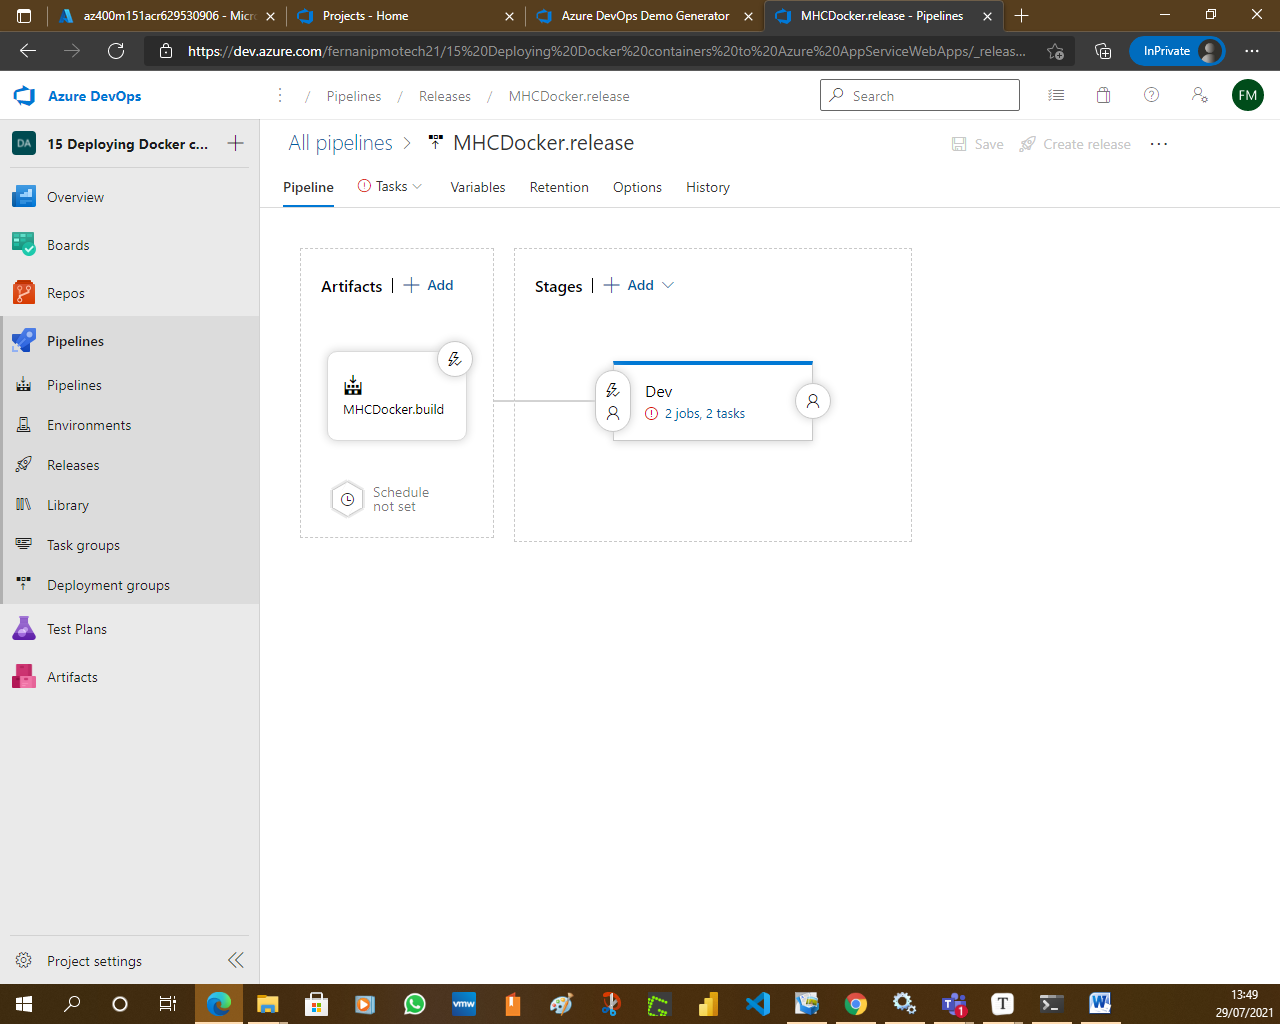 az400m151acr629530906 - Micr
Projects - Home
Azure DevOps Demo Generator
MHCDocker.release - Pipelines
https://dev.azure.com/fernanipmotech21/15%20Deploying%20Docker%20containers%20to%20Azure%20AppServiceWebApps/_releas...
InPrivate
Azure DevOps
/ Pipelines / Releases / MHCDocker.release
Search
FM
DA
15 Deploying Docker c...
Overview
Boards
Repos
Pipelines
Pipelines
Environments
Releases
Library
Task groups
Deployment groups
Test Plans
Artifacts
Project settings
All pipelines > MHCDocker.release
Save
Create release
Pipeline
Tasks
Variables
Retention
Options
History
Artifacts | + Add
Stages | + Add
MHCDocker.build
Dev
2 jobs, 2 tasks
Schedule
not set
vmw
1
T
W
13:49
29/07/2021